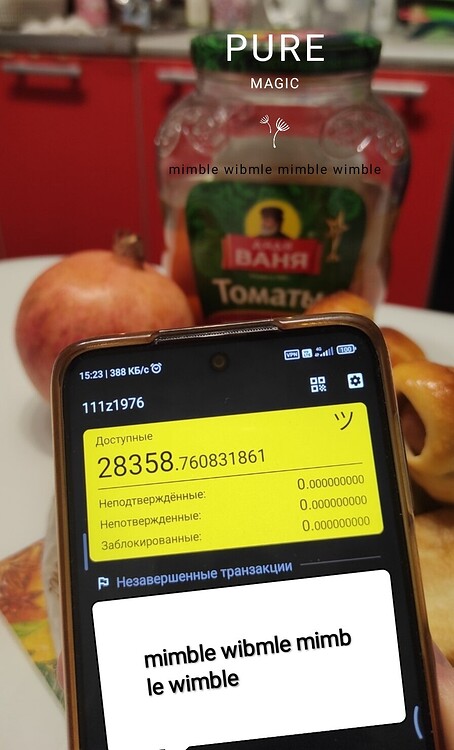 PURE
MAGIC
mimble wibmle mimble wimble
ДЯДЯ
ВАНЯ
Томаты
15:23 | 388 КБ/с
VPN 4G 100
111z1976
Доступные
ツ
28358.760831861
Неподтверждённые: 0.000000000
Непотвержденные: 0.000000000
Заблокированные: 0.000000000
Незавершенные транзакции
mimble wibmle mimb
le wimble